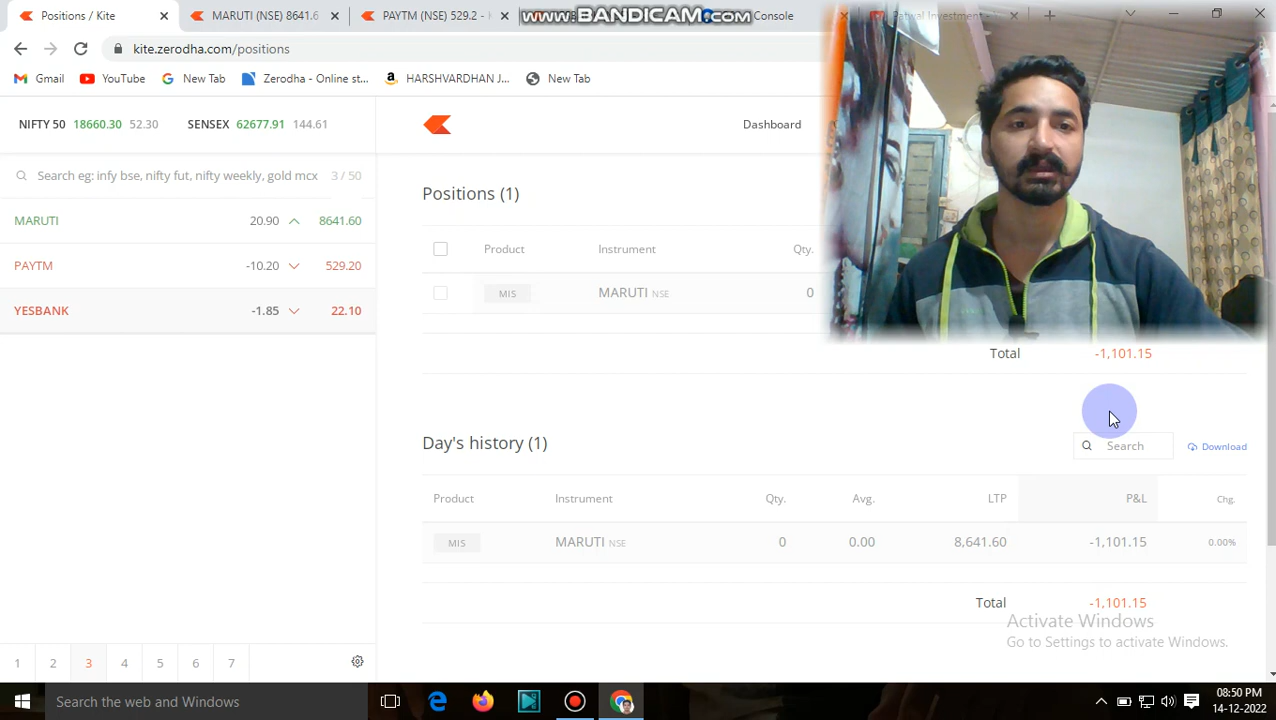 Positions / Kite
MARUTI (NSE) 8641.6
PAYTM (NSE) 529.2 -
www.BANDICAM.com
Console
Patwal Investment
kite.zerodha.com/positions
Gmail
YouTube
New Tab
Zerodha - Online st...
HARSHVARDHAN J...
New Tab
NIFTY 50 18660.30 52.30
SENSEX 62677.91 144.61
Dashboard
Search eg: infy bse, nifty fut, nifty weekly, gold mcx 3 / 50
MARUTI 20.90 8641.60
PAYTM -10.20 529.20
YESBANK -1.85 22.10
Positions (1)
Product Instrument Qty.
MIS MARUTI NSE 0
Total -1,101.15
Day's history (1)
Search
Download
Product Instrument Qty. Avg. LTP P&L Chg.
MIS MARUTI NSE 0 0.00 8,641.60 -1,101.15 0.00%
Total -1,101.15
Activate Windows
Go to Settings to activate Windows.
1 2 3 4 5 6 7
Search the web and Windows
08:50 PM
14-12-2022